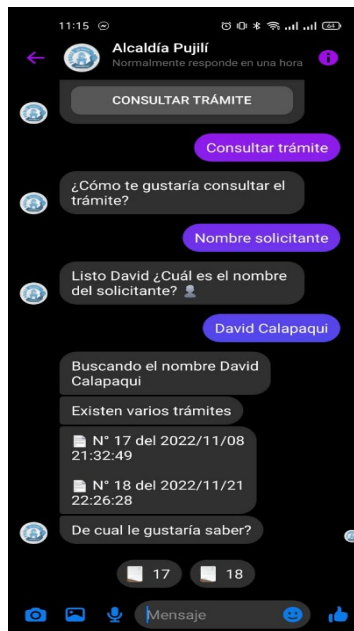 11:15
64
Alcaldía Pujilí
Normalmente responde en una hora
CONSULTAR TRÁMITE
Consultar trámite
¿Cómo te gustaría consultar el
trámite?
Nombre solicitante
Listo David ¿Cuál es el nombre
del solicitante? 👤
David Calapaqui
Buscando el nombre David
Calapaqui
Existen varios trámites
📄 N° 17 del 2022/11/08
21:32:49
📄 N° 18 del 2022/11/21
22:26:28
De cual le gustaría saber?
17 18
Mensaje